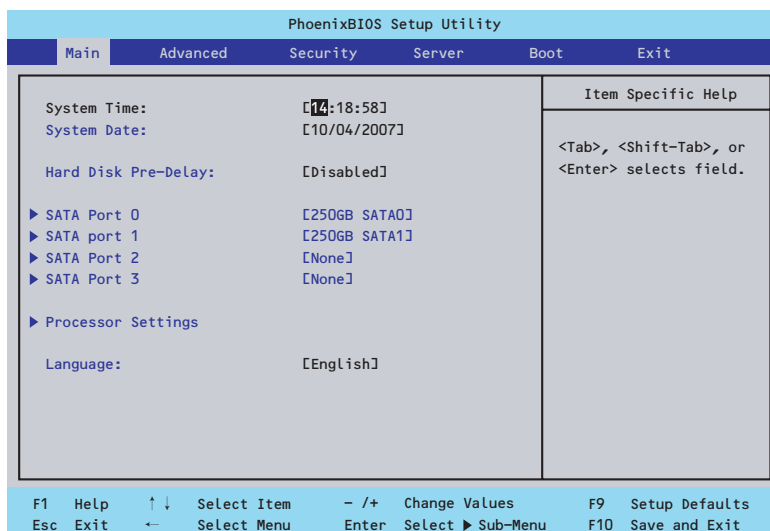 PhoenixBIOS Setup Utility
Main Advanced Security Server Boot Exit
System Time: [14:18:58]
System Date: [10/04/2007]
Hard Disk Pre-Delay: [Disabled]
▶ SATA Port 0 [250GB SATA0]
▶ SATA port 1 [250GB SATA1]
▶ SATA Port 2 [None]
▶ SATA Port 3 [None]
▶ Processor Settings
Language: [English]
Item Specific Help
<Tab>, <Shift-Tab>, or
<Enter> selects field.
F1 Help ↑↓ Select Item - /+ Change Values F9 Setup Defaults
Esc Exit ← Select Menu Enter Select ▶ Sub-Menu F10 Save and Exit